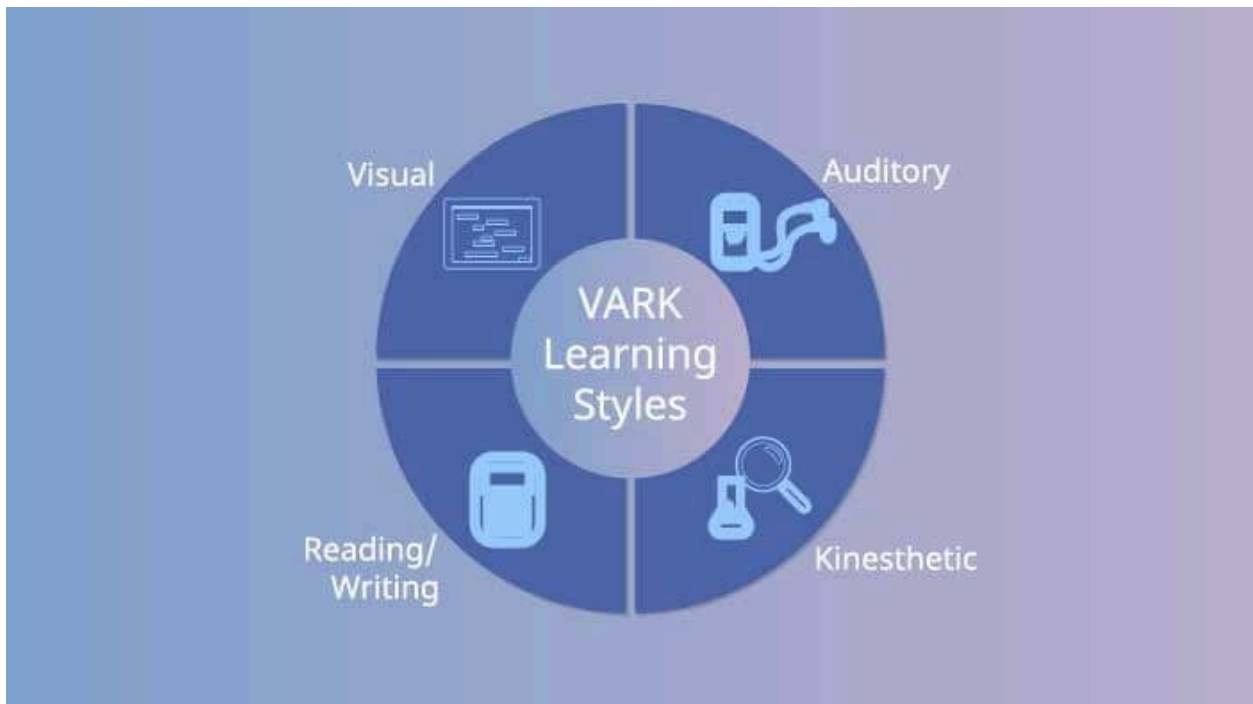 Visual
Auditory
VARK
Learning
Styles
Reading/
Writing
Kinesthetic